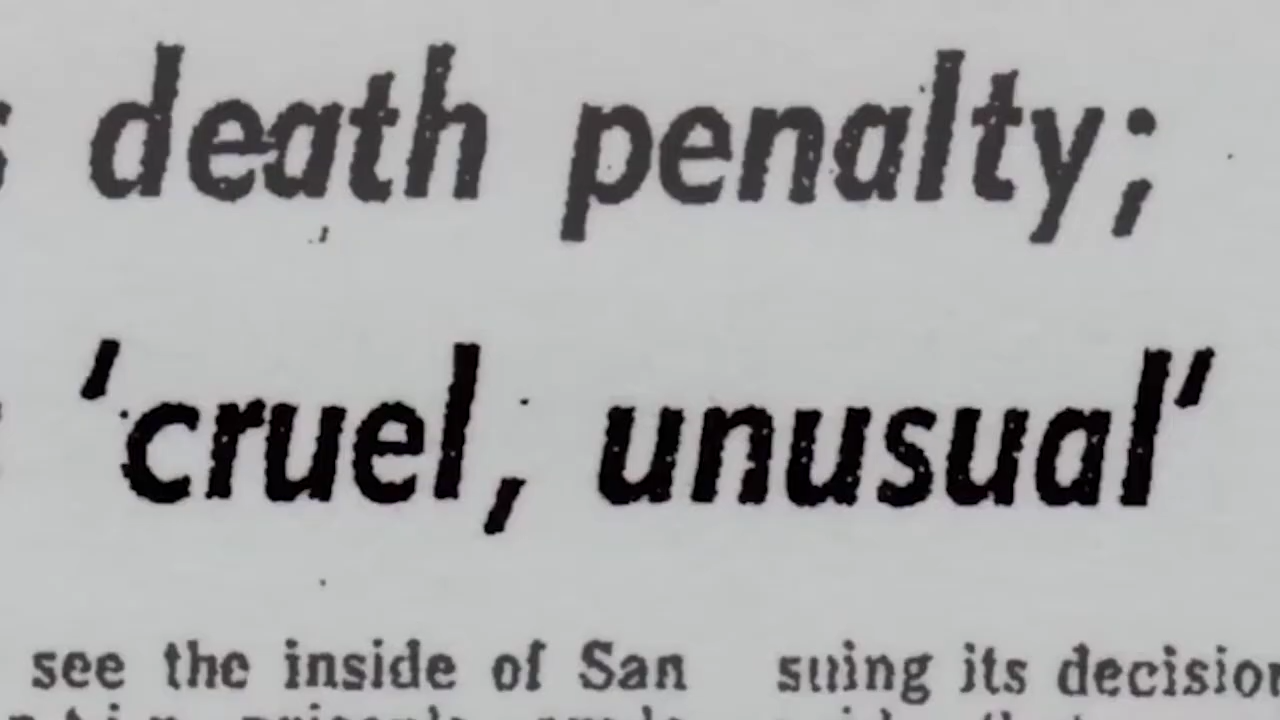 death penalty;
'cruel, unusual'
see the inside of San
suing its decision